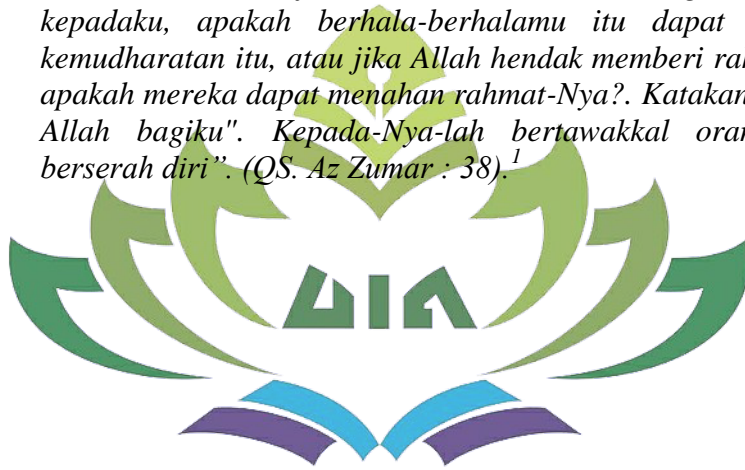 kepadaku, apakah berhala-berhalamu itu dapat
kemudharatan itu, atau jika Allah hendak memberi
apakah mereka dapat menahan rahmat-Nya?. Katakan
Allah bagiku". Kepada-Nya-lah bertawakkal
berserah diri”. (QS. Az Zumar : 38).1